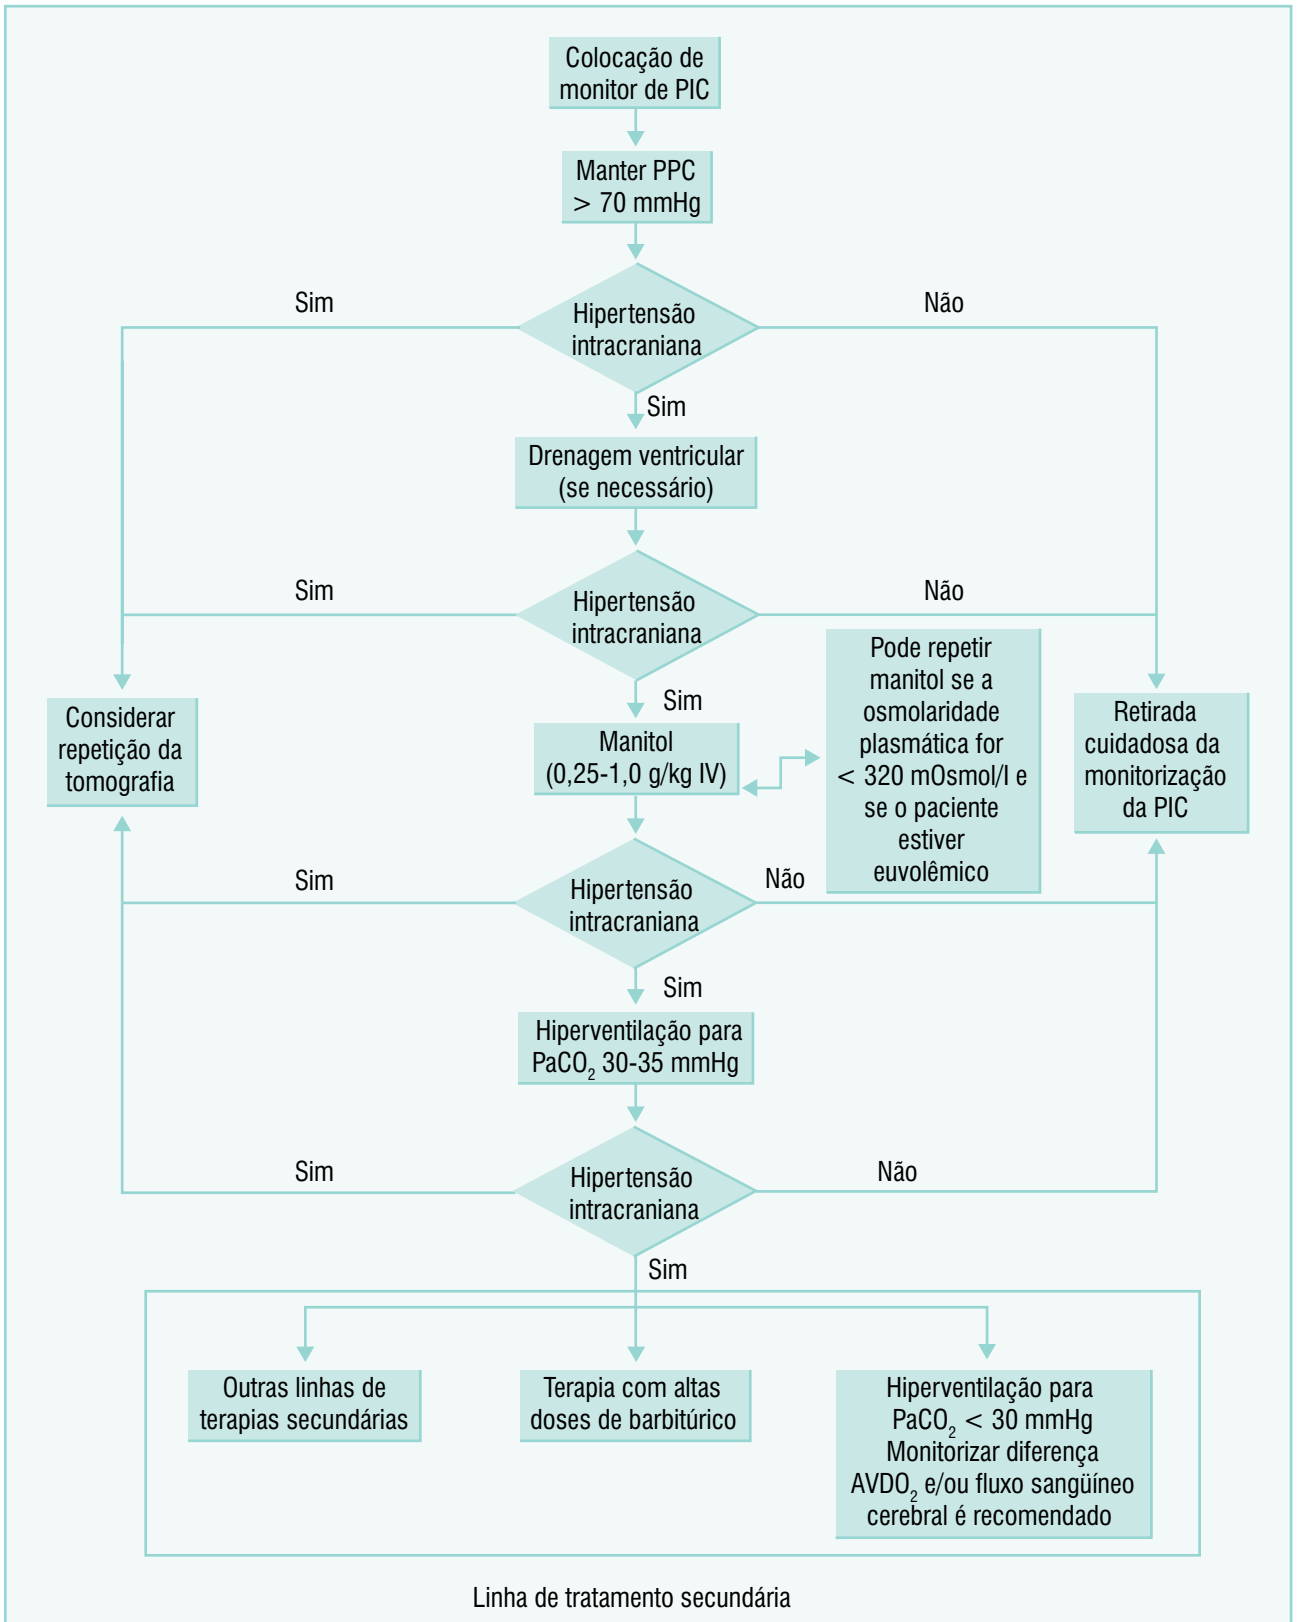 Colocação de
monitor de PIC
Manter PPC
> 70 mmHg
Sim
Hipertensão
intracraniana
Não
Sim
Drenagem ventricular
(se necessário)
Sim
Hipertensão
intracraniana
Não
Sim
Manitol
(0,25-1,0 g/kg IV)
Pode repetir
manitol se a
osmolaridade
plasmática for
< 320 mOsmol/l e
se o paciente
estiver
euvolêmico
Considerar
repetição da
tomografia
Retirada
cuidadosa da
monitorização
da PIC
Sim
Hipertensão
intracraniana
Não
Sim
Hiperventilação para
PaCO₂ 30-35 mmHg
Sim
Hipertensão
intracraniana
Não
Sim
Outras linhas de
terapias secundárias
Terapia com altas
doses de barbitúrico
Hiperventilação para
PaCO₂ < 30 mmHg
Monitorizar diferença
AVDO₂ e/ou fluxo sangüíneo
cerebral é recomendado
Linha de tratamento secundária